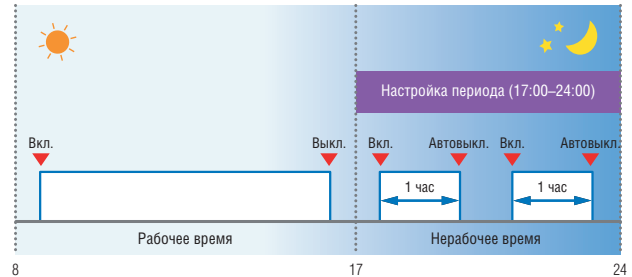 Настройка периода (17:00–24:00)
Вкл. Выкл. Вкл. Автовыкл. Вкл. Автовыкл.
1 час 1 час
Рабочее время Нерабочее время
8 17 24